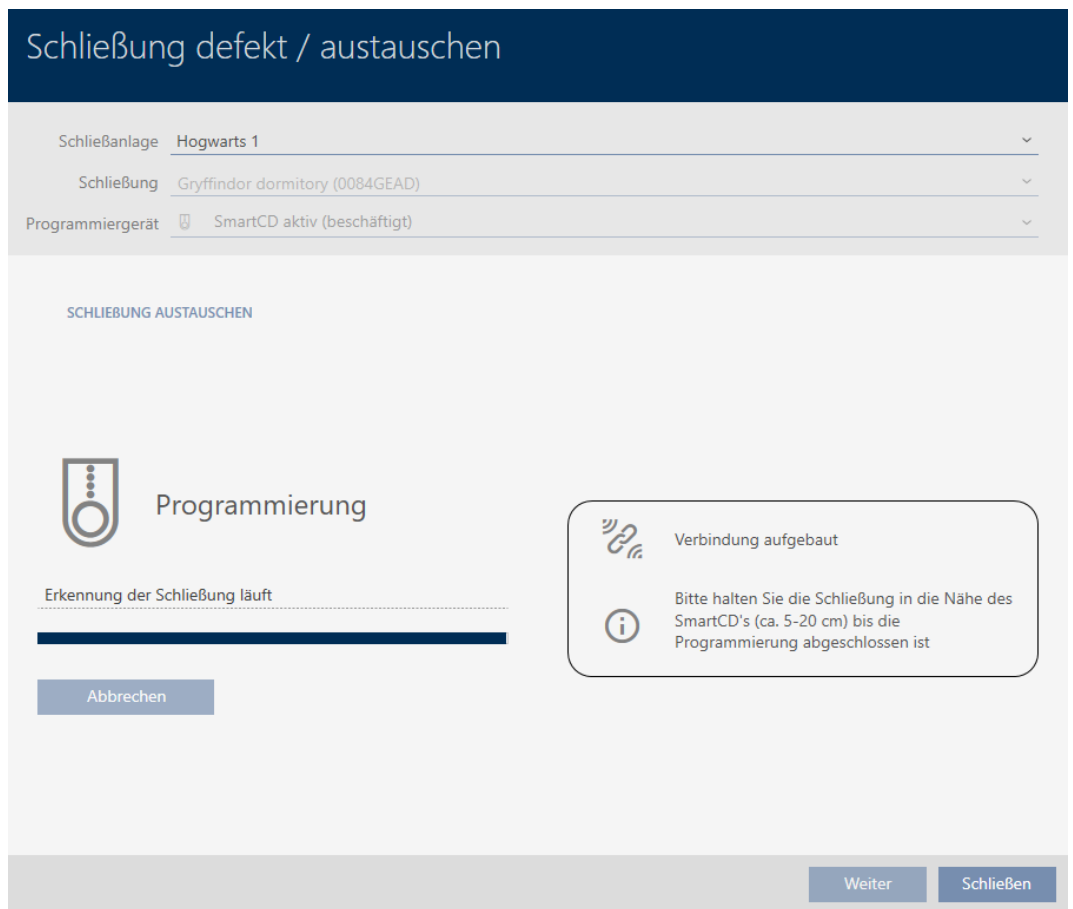 Schließung defekt / austauschen
Schließanlage Hogwarts 1
Schließung Gryffindor dormitory (0084GEAD)
Programmiergerät SmartCD aktiv (beschäftigt)
SCHLIEßUNG AUSTAUSCHEN
Programmierung
Erkennung der Schließung läuft
Abbrechen
Verbindung aufgebaut
Bitte halten Sie die Schließung in die Nähe des
SmartCD's (ca. 5-20 cm) bis die
Programmierung abgeschlossen ist
Weiter
Schließen